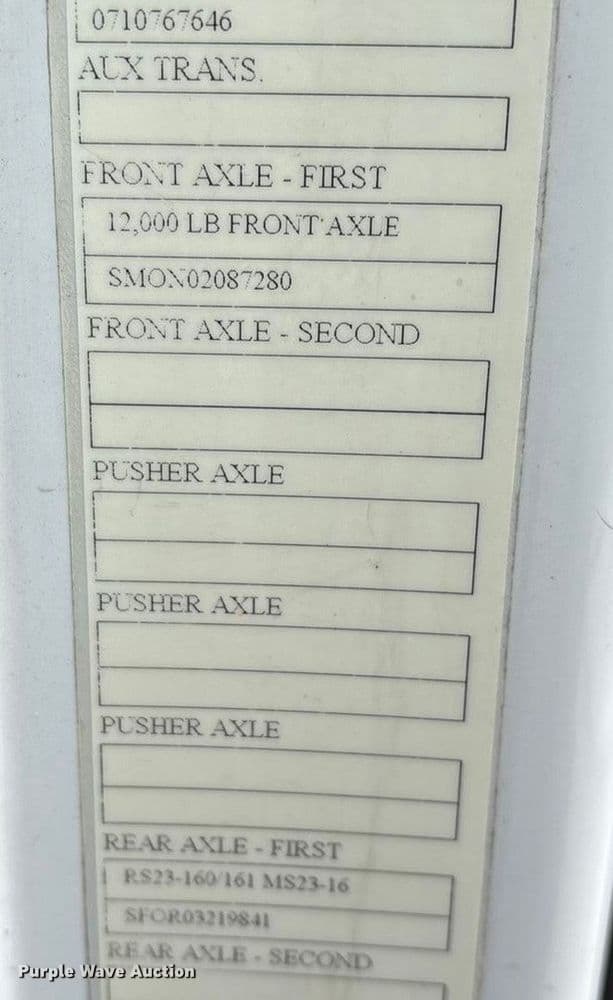 0710767646
AUX TRANS.
FRONT AXLE - FIRST
12,000 LB FRONT AXLE
SMON02087280
FRONT AXLE - SECOND
PUSHER AXLE
PUSHER AXLE
PUSHER AXLE
REAR AXLE - FIRST
RS23-160/161 MS23-16
SFOR03219841
REAR AXLE - SECOND
Purple Wave Auction